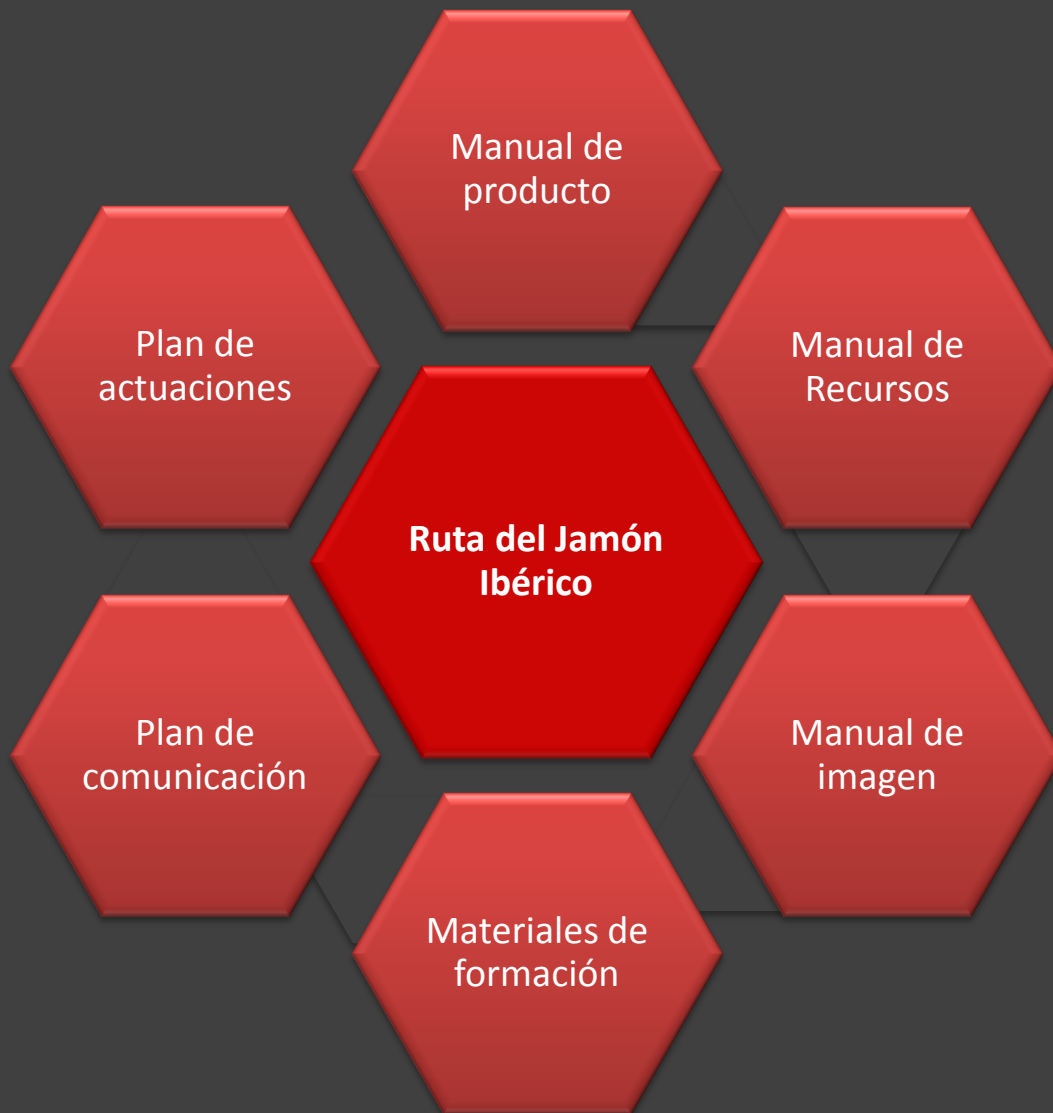 Manual de
producto
Plan de
actuaciones
Manual de
Recursos
Ruta del Jamón
Ibérico
Plan de
comunicación
Manual de
imagen
Materiales de
formación